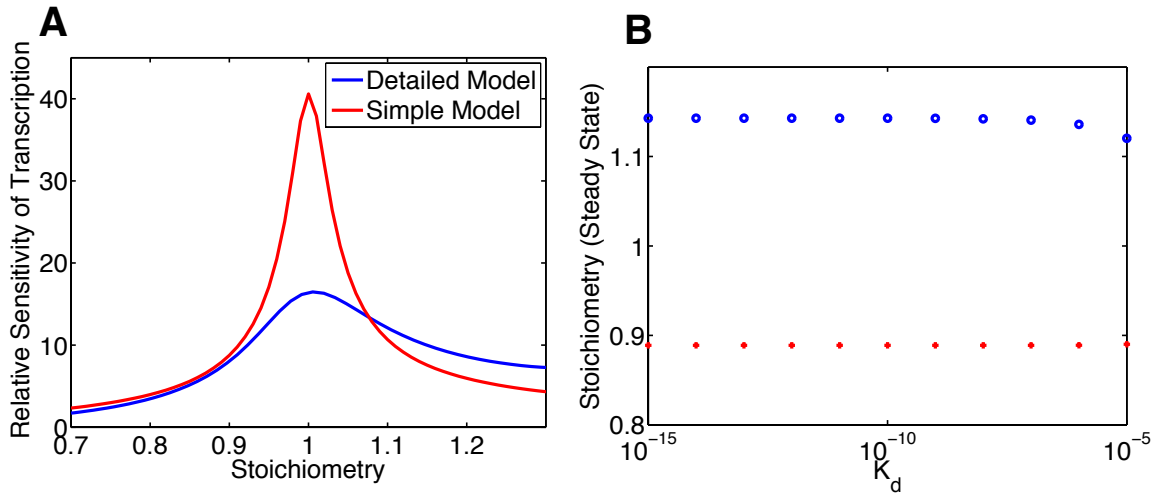 A
Relative Sensitivity of Transcription
40
30
20
10
0
Detailed Model
Simple Model
0.7
0.8
0.9
1
1.1
1.2
Stoichiometry
B
Stoichiometry (Steady State)
1.1
1
0.9
0.8
10^-15
10^-10
10^-5
K_d